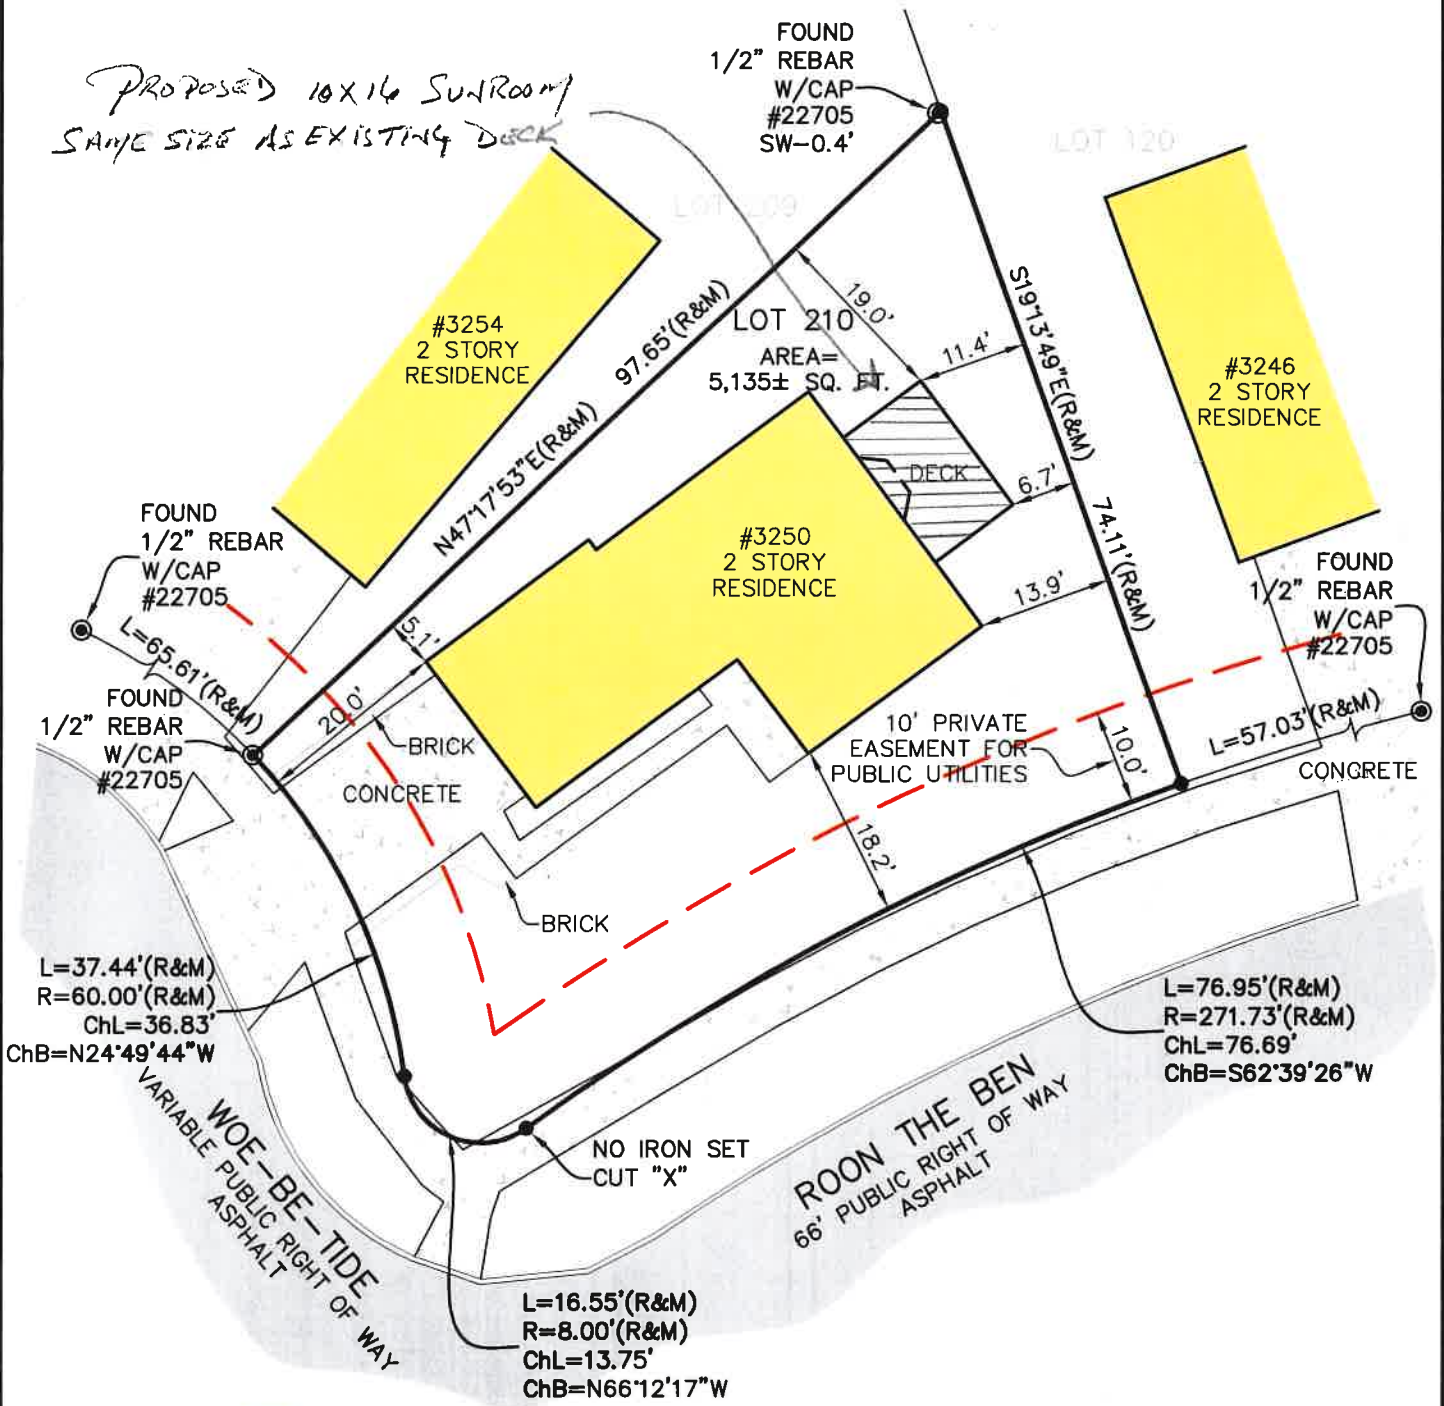 PROPOSED 10X16 SUNROOM
SAME SIZE AS EXISTING DECK
FOUND
1/2" REBAR
W/CAP
#22705
SW-0.4'
LOT 120
LOT 209
#3254
2 STORY
RESIDENCE
97.65'(R&M)
N47°17'53"E(R&M)
LOT 210
AREA=
5,135± SQ. FT.
19.0'
11.4'
S19°13'49"E(R&M)
74.11'(R&M)
#3246
2 STORY
RESIDENCE
DECK
6.7'
13.9'
#3250
2 STORY
RESIDENCE
FOUND
1/2" REBAR
W/CAP
#22705
L=65.61'(R&M)
FOUND
1/2" REBAR
W/CAP
#22705
5.1'
20.0'
BRICK
CONCRETE
BRICK
FOUND
1/2" REBAR
W/CAP
#22705
L=57.03'(R&M)
CONCRETE
10' PRIVATE
EASEMENT FOR
PUBLIC UTILITIES
10.0'
18.2'
L=37.44'(R&M)
R=60.00'(R&M)
ChL=36.83'
ChB=N24°49'44"W
L=76.95'(R&M)
R=271.73'(R&M)
ChL=76.69'
ChB=S62°39'26"W
NO IRON SET
CUT "X"
WOE-BE-TIDE
VARIABLE PUBLIC RIGHT OF WAY
ASPHALT
ROON THE BEN
66' PUBLIC RIGHT OF WAY
ASPHALT
L=16.55'(R&M)
R=8.00'(R&M)
ChL=13.75'
ChB=N66°12'17"W